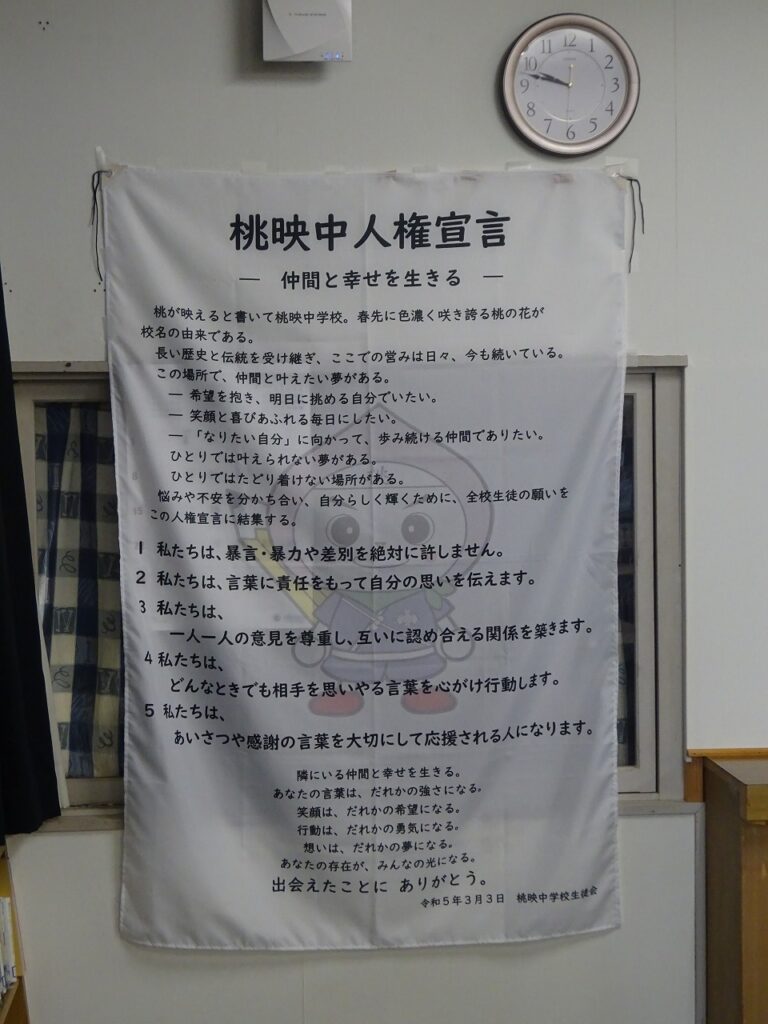 桃映中人権宣言
― 仲間と幸せを生きる ―
桃が映えると書いて桃映中学校。春先に色濃く咲き誇る桃の花が
校名の由来である。
長い歴史と伝統を受け継ぎ、ここでの営みは日々、今も続いている。
この場所で、仲間と叶えたい夢がある。
― 希望を抱き、明日に挑める自分でいたい。
― 笑顔と喜びあふれる毎日にしたい。
― 「なりたい自分」に向かって、歩み続ける仲間でありたい。
ひとりでは叶えられない夢がある。
ひとりではたどり着けない場所がある。
悩みや不安を分かち合い、自分らしく輝くために、全校生徒の願いを
この人権宣言に結集する。
1 私たちは、暴言・暴力や差別を絶対に許しません。
2 私たちは、言葉に責任をもって自分の思いを伝えます。
3 私たちは、
一人一人の意見を尊重し、互いに認め合える関係を築きます。
4 私たちは、
どんなときでも相手を思いやる言葉を心がけ行動します。
5 私たちは、
あいさつや感謝の言葉を大切にして応援される人になります。
隣にいる仲間と幸せを生きる。
あなたの言葉は、だれかの強さになる。
笑顔は、だれかの希望になる。
行動は、だれかの勇気になる。
想いは、だれかの夢になる。
あなたの存在が、みんなの光になる。
出会えたことに ありがとう。
令和5年3月3日 桃映中学校生徒会
12
1
2
3
4
5
6
7
8
9
10
11